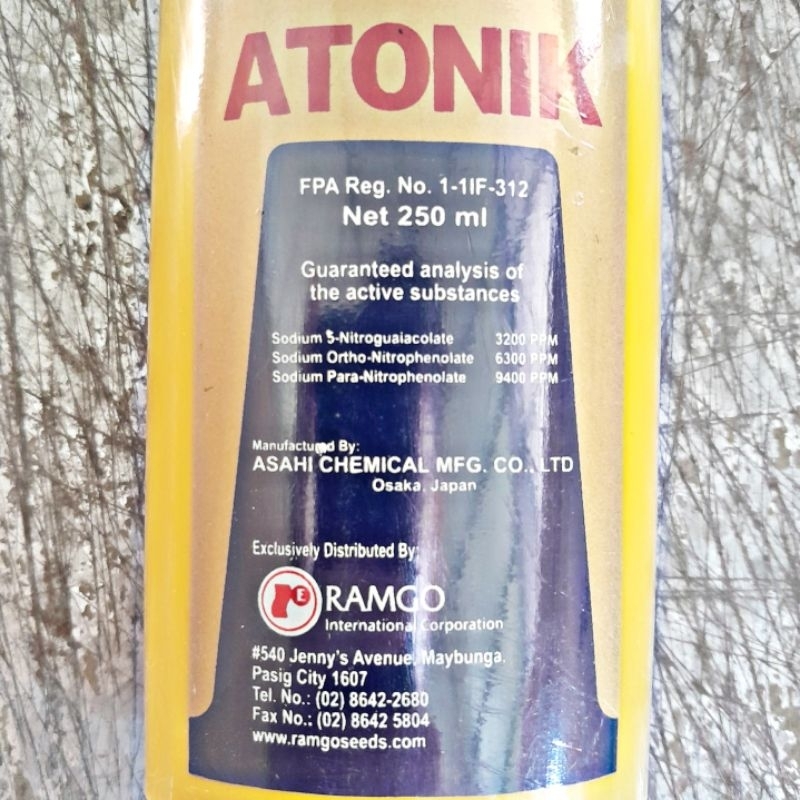 ATONIK
FPA Reg. No. 1-1IF-312
Net 250 ml
Guaranteed analysis of
the active substances
Sodium 5-Nitroguaiacolate 3200 PPM
Sodium Ortho-Nitrophenolate 6300 PPM
Sodium Para-Nitrophenolate 9400 PPM
Manufactured By:
ASAHI CHEMICAL MFG. CO., LTD
Osaka, Japan
Exclusively Distributed By:
RAMGO
International Corporation
#540 Jenny's Avenue, Maybunga,
Pasig City 1607
Tel. No.: (02) 8642-2680
Fax No.: (02) 8642 5804
www.ramgoseeds.com